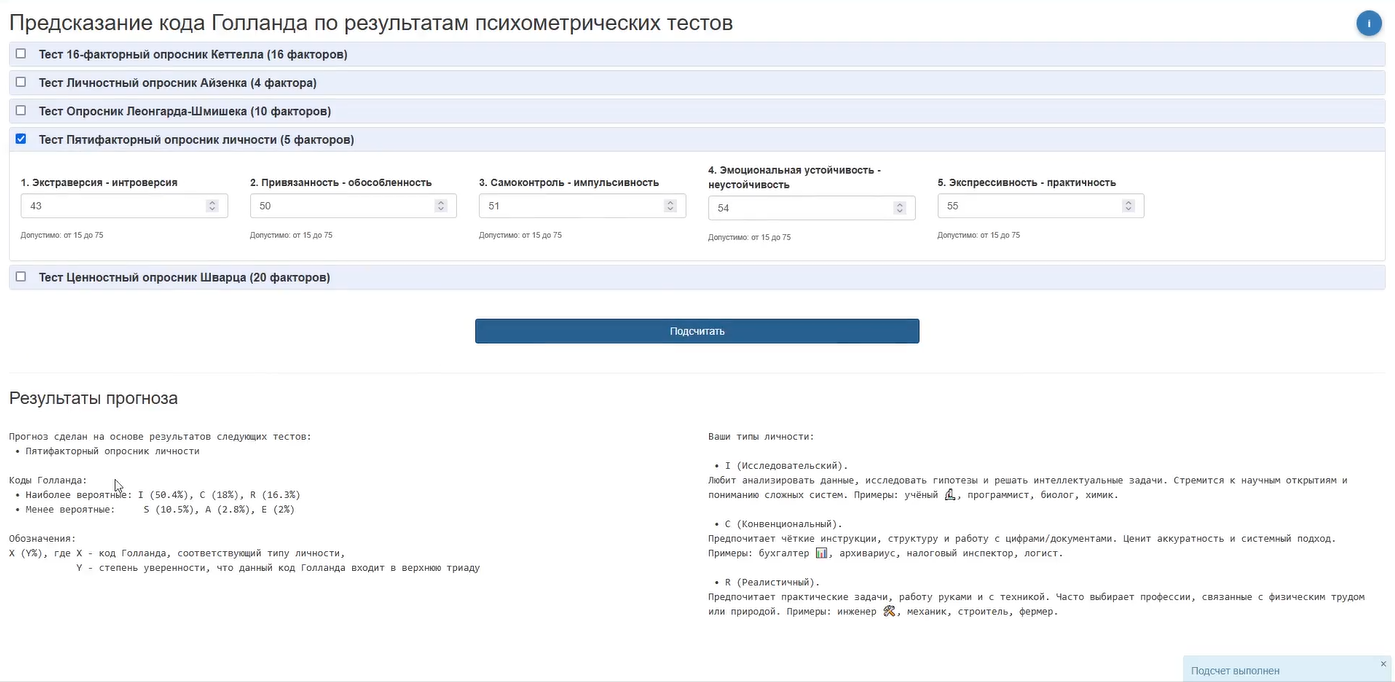 Предсказание кода Голланда по результатам психометрических тестов
i
Тест 16-факторный опросник Кеттелла (16 факторов)
Тест Личностный опросник Айзенка (4 фактора)
Тест Опросник Леонгарда-Шмишека (10 факторов)
Тест Пятифакторный опросник личности (5 факторов)
1. Экстраверсия - интроверсия
43
Допустимо: от 15 до 75
2. Привязанность - обособленность
50
Допустимо: от 15 до 75
3. Самоконтроль - импульсивность
51
Допустимо: от 15 до 75
4. Эмоциональная устойчивость -
неустойчивость
54
Допустимо: от 15 до 75
5. Экспрессивность - практичность
55
Допустимо: от 15 до 75
Тест Ценностный опросник Шварца (20 факторов)
Подсчитать
Результаты прогноза
Прогноз сделан на основе результатов следующих тестов:
• Пятифакторный опросник личности
Коды Голланда:
• Наиболее вероятные: I (50.4%), C (18%), R (16.3%)
• Менее вероятные: S (10.5%), A (2.8%), E (2%)
Обозначения:
X (Y%), где X - код Голланда, соответствующий типу личности,
Y - степень уверенности, что данный код Голланда входит в верхнюю триаду
Ваши типы личности:
• I (Исследовательский).
Любит анализировать данные, исследовать гипотезы и решать интеллектуальные задачи. Стремится к научным открытиям и
пониманию сложных систем. Примеры: учёный 🔬, программист, биолог, химик.
• C (Конвенциональный).
Предпочитает чёткие инструкции, структуру и работу с цифрами/документами. Ценит аккуратность и системный подход.
Примеры: бухгалтер 📊, архивариус, налоговый инспектор, логист.
• R (Реалистичный).
Предпочитает практические задачи, работу руками и с техникой. Часто выбирает профессии, связанные с физическим трудом
или природой. Примеры: инженер 🛠, механик, строитель, фермер.
Подсчет выполнен
×